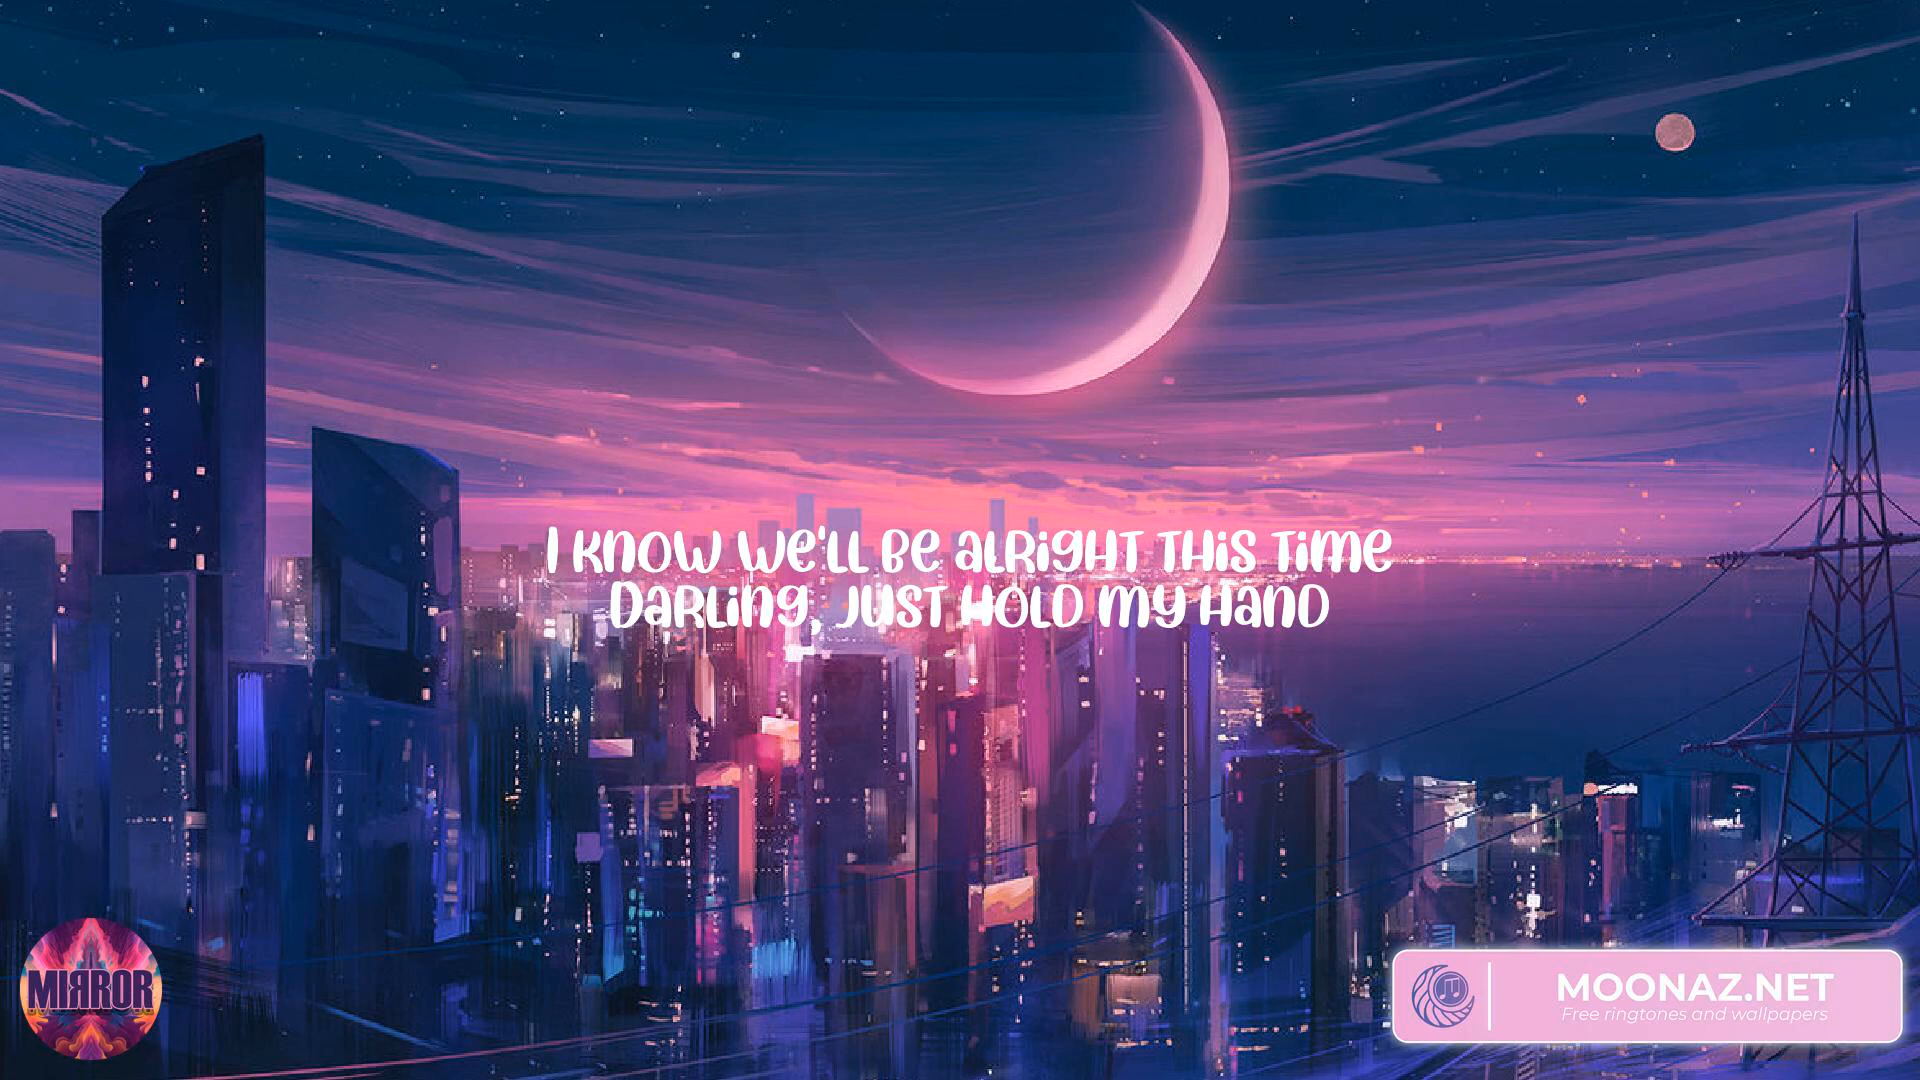 I know we'll be alright this time
Darling, just hold my hand
MIRROR
MOONAZ.NET
Free ringtones and wallpapers